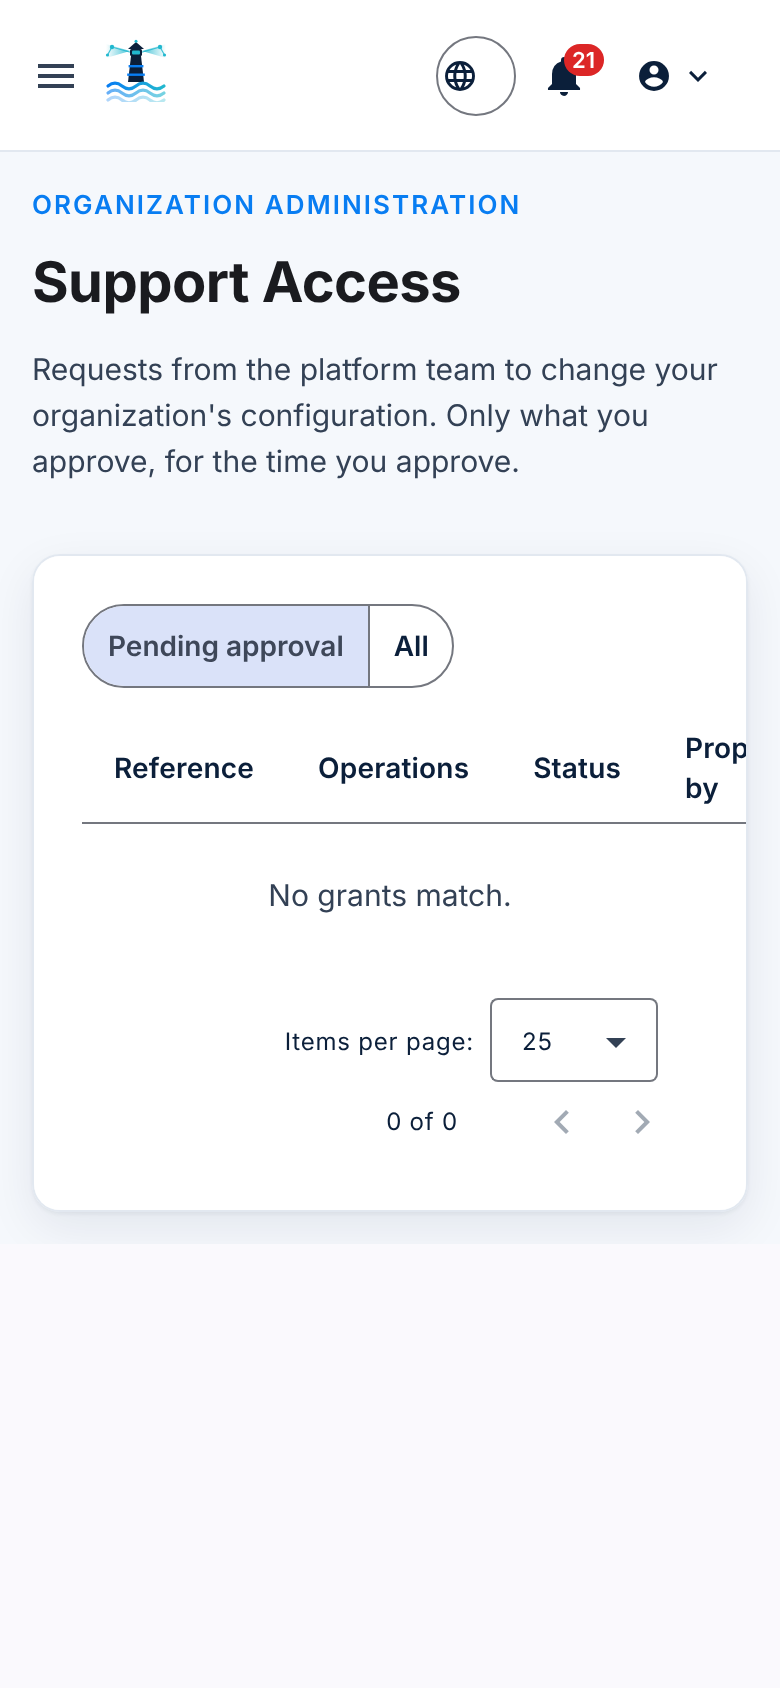 21
ORGANIZATION ADMINISTRATION
Support Access
Requests from the platform team to change your
organization's configuration. Only what you
approve, for the time you approve.
Pending approval All
Reference Operations Status Prop
by
No grants match.
Items per page: 25
0 of 0